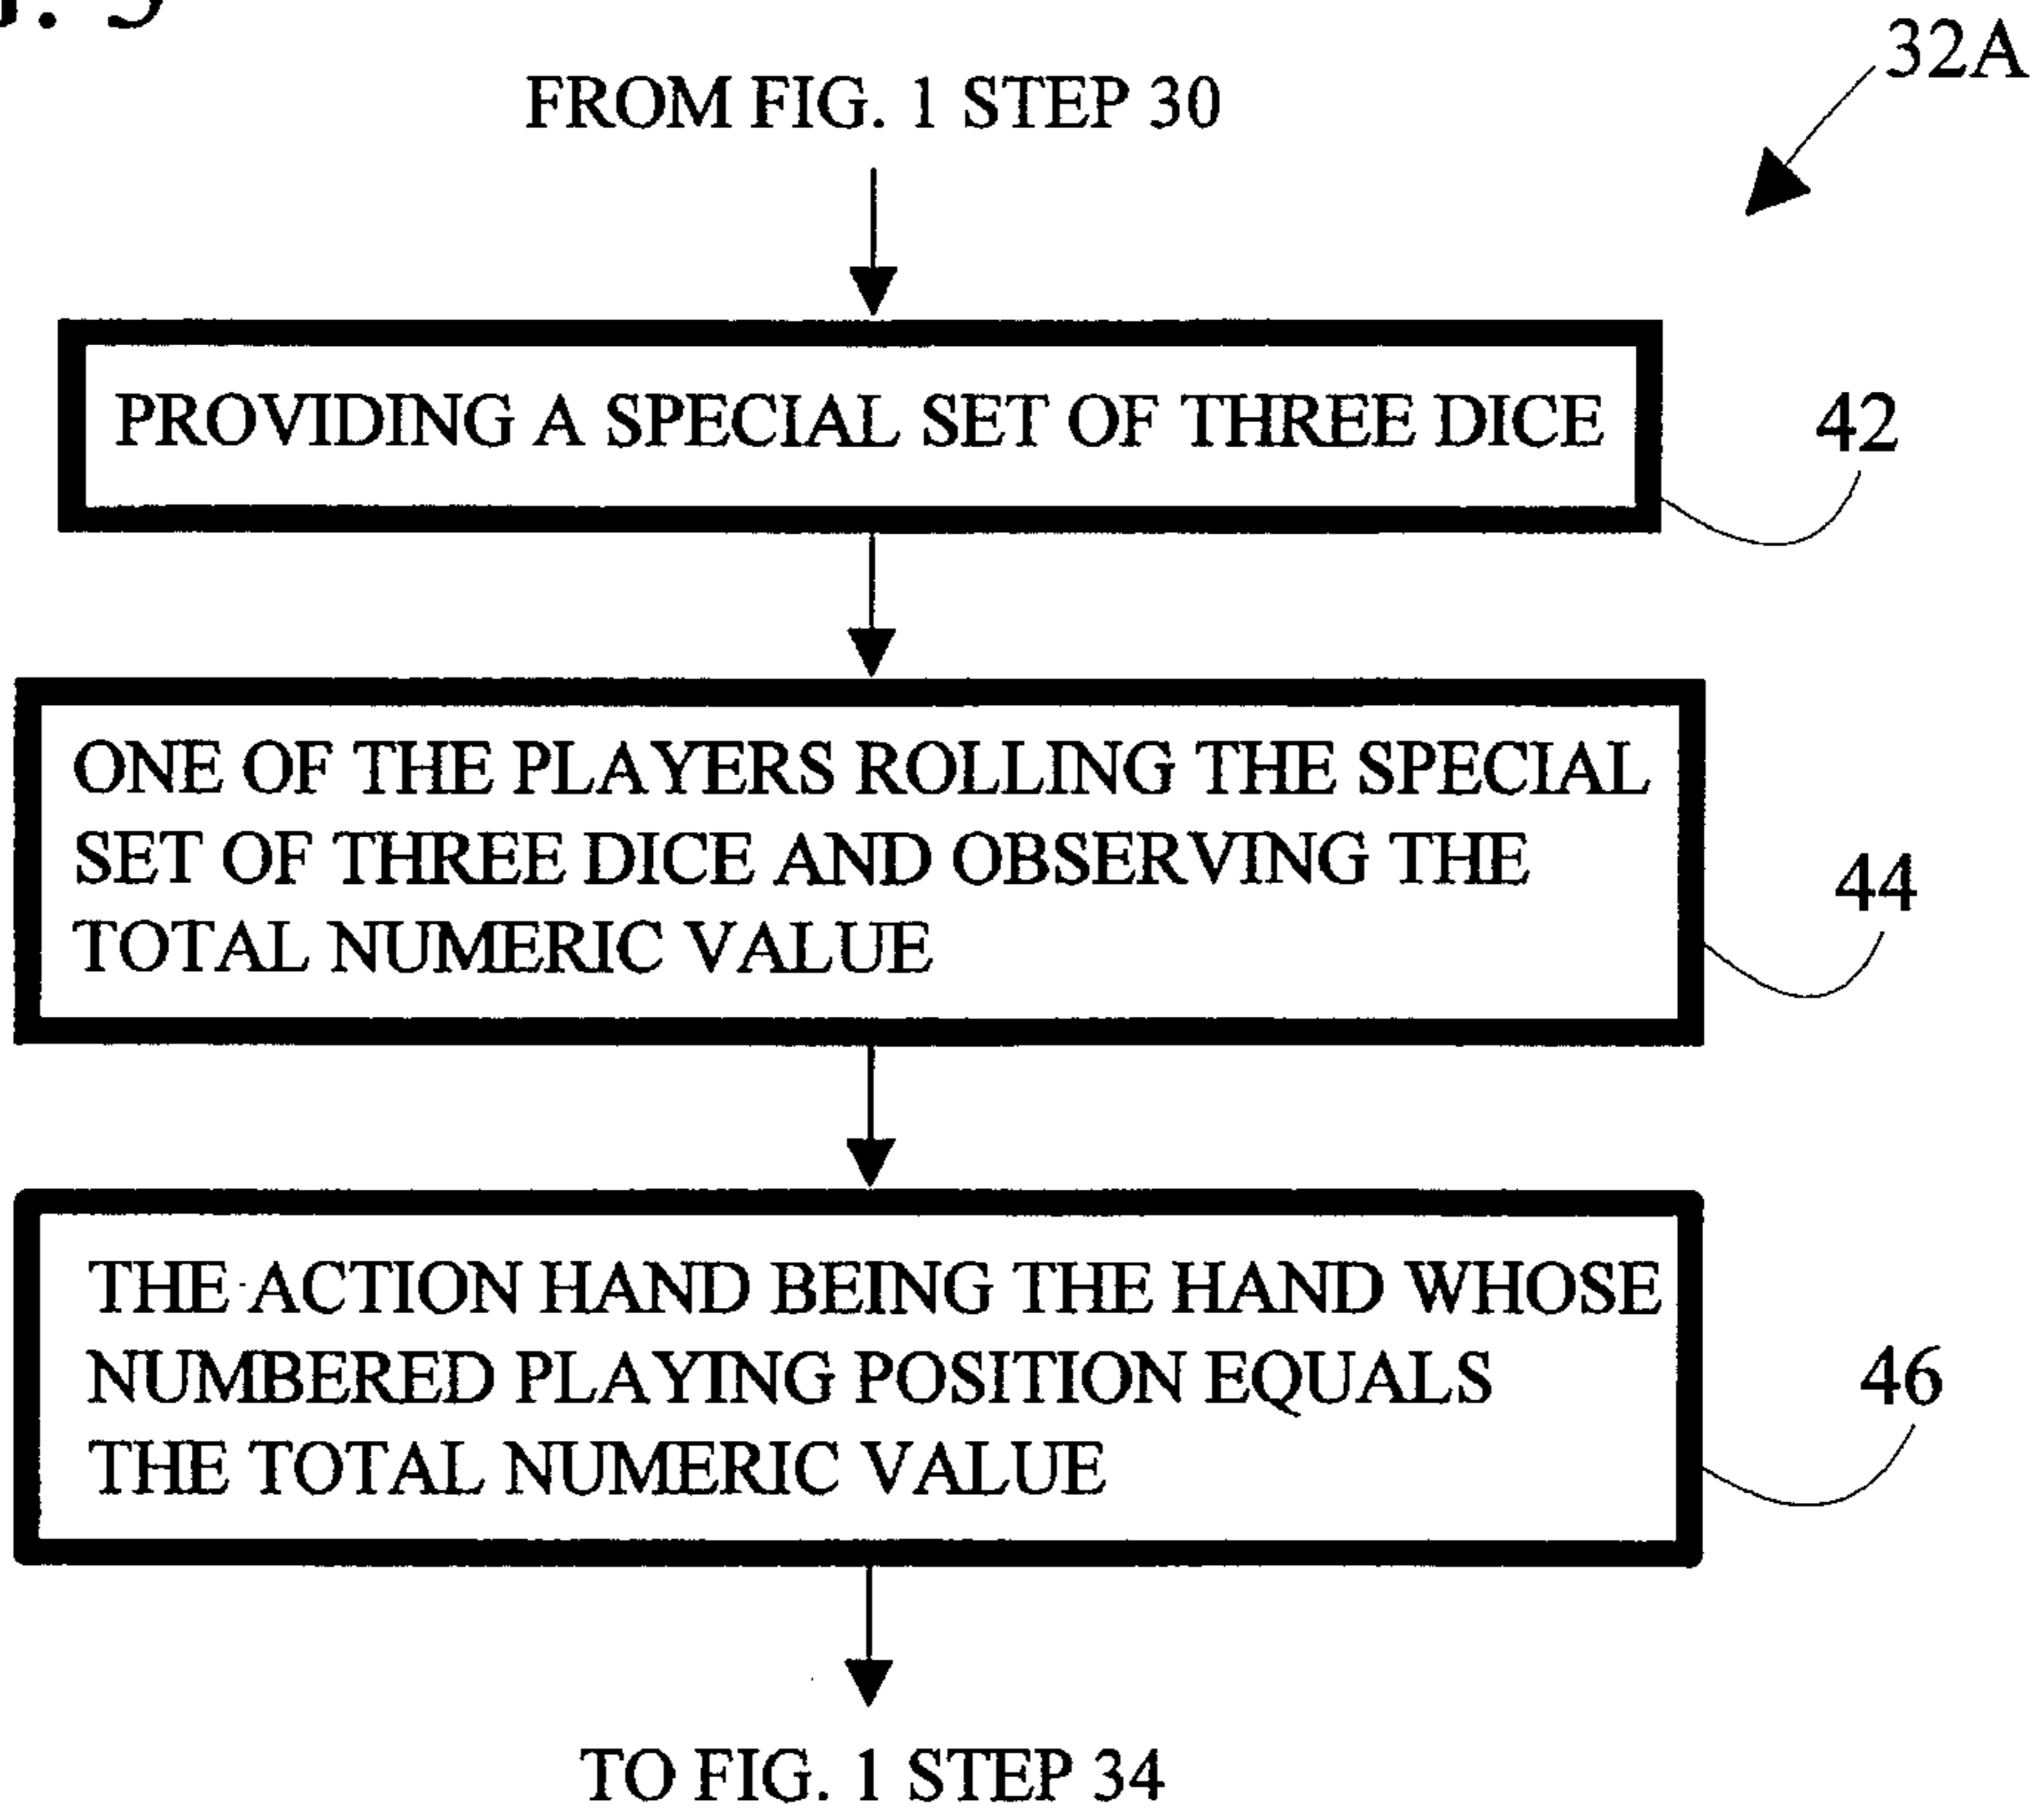 32A
FROM FIG. 1 STEP 30
PROVIDING A SPECIAL SET OF THREE DICE
42
ONE OF THE PLAYERS ROLLING THE SPECIAL
SET OF THREE DICE AND OBSERVING THE
TOTAL NUMERIC VALUE
44
THE ACTION HAND BEING THE HAND WHOSE
NUMBERED PLAYING POSITION EQUALS
THE TOTAL NUMERIC VALUE
46
TO FIG. 1 STEP 34